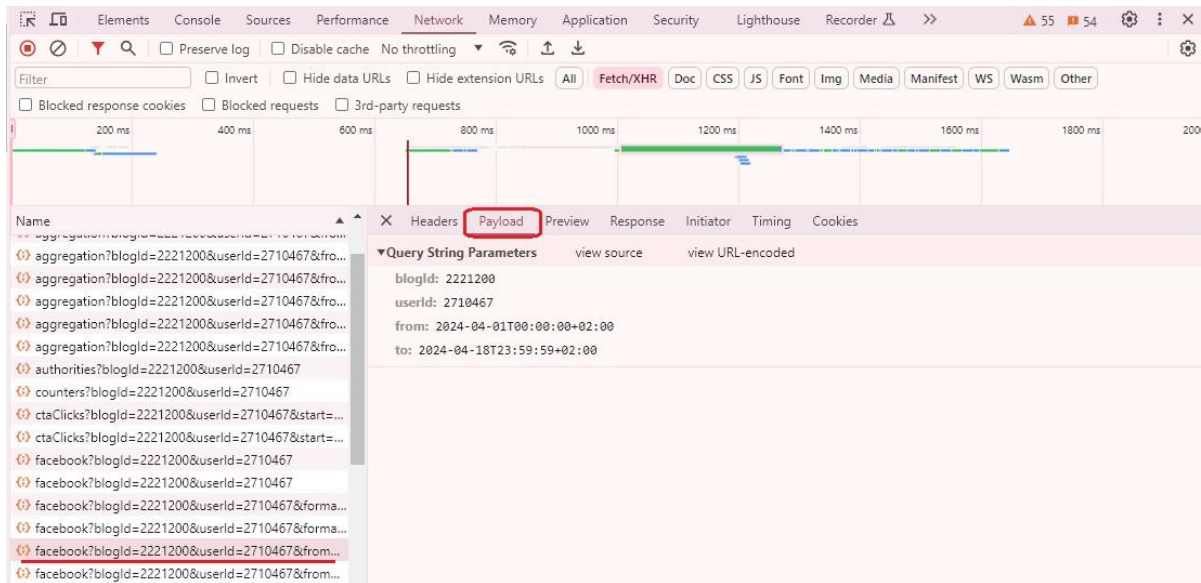 Elements Console Sources Performance Network Memory Application Security Lighthouse Recorder >> 55 54
Preserve log Disable cache No throttling
Filter Invert Hide data URLs Hide extension URLs All Fetch/XHR Doc CSS JS Font Img Media Manifest WS Wasm Other
Blocked response cookies Blocked requests 3rd-party requests
200 ms 400 ms 600 ms 800 ms 1000 ms 1200 ms 1400 ms 1600 ms 1800 ms 200
Name
aggregation?blogId=2221200&userId=2710467&fro...
aggregation?blogId=2221200&userId=2710467&fro...
aggregation?blogId=2221200&userId=2710467&fro...
aggregation?blogId=2221200&userId=2710467&fro...
aggregation?blogId=2221200&userId=2710467&fro...
authorities?blogId=2221200&userId=2710467
counters?blogId=2221200&userId=2710467
ctaClicks?blogId=2221200&userId=2710467&start=...
ctaClicks?blogId=2221200&userId=2710467&start=...
facebook?blogId=2221200&userId=2710467
facebook?blogId=2221200&userId=2710467
facebook?blogId=2221200&userId=2710467&forma...
facebook?blogId=2221200&userId=2710467&forma...
facebook?blogId=2221200&userId=2710467&from...
facebook?blogId=2221200&userId=2710467&from...
Headers Payload Preview Response Initiator Timing Cookies
Query String Parameters view source view URL-encoded
blogId: 2221200
userId: 2710467
from: 2024-04-01T00:00:00+02:00
to: 2024-04-18T23:59:59+02:00